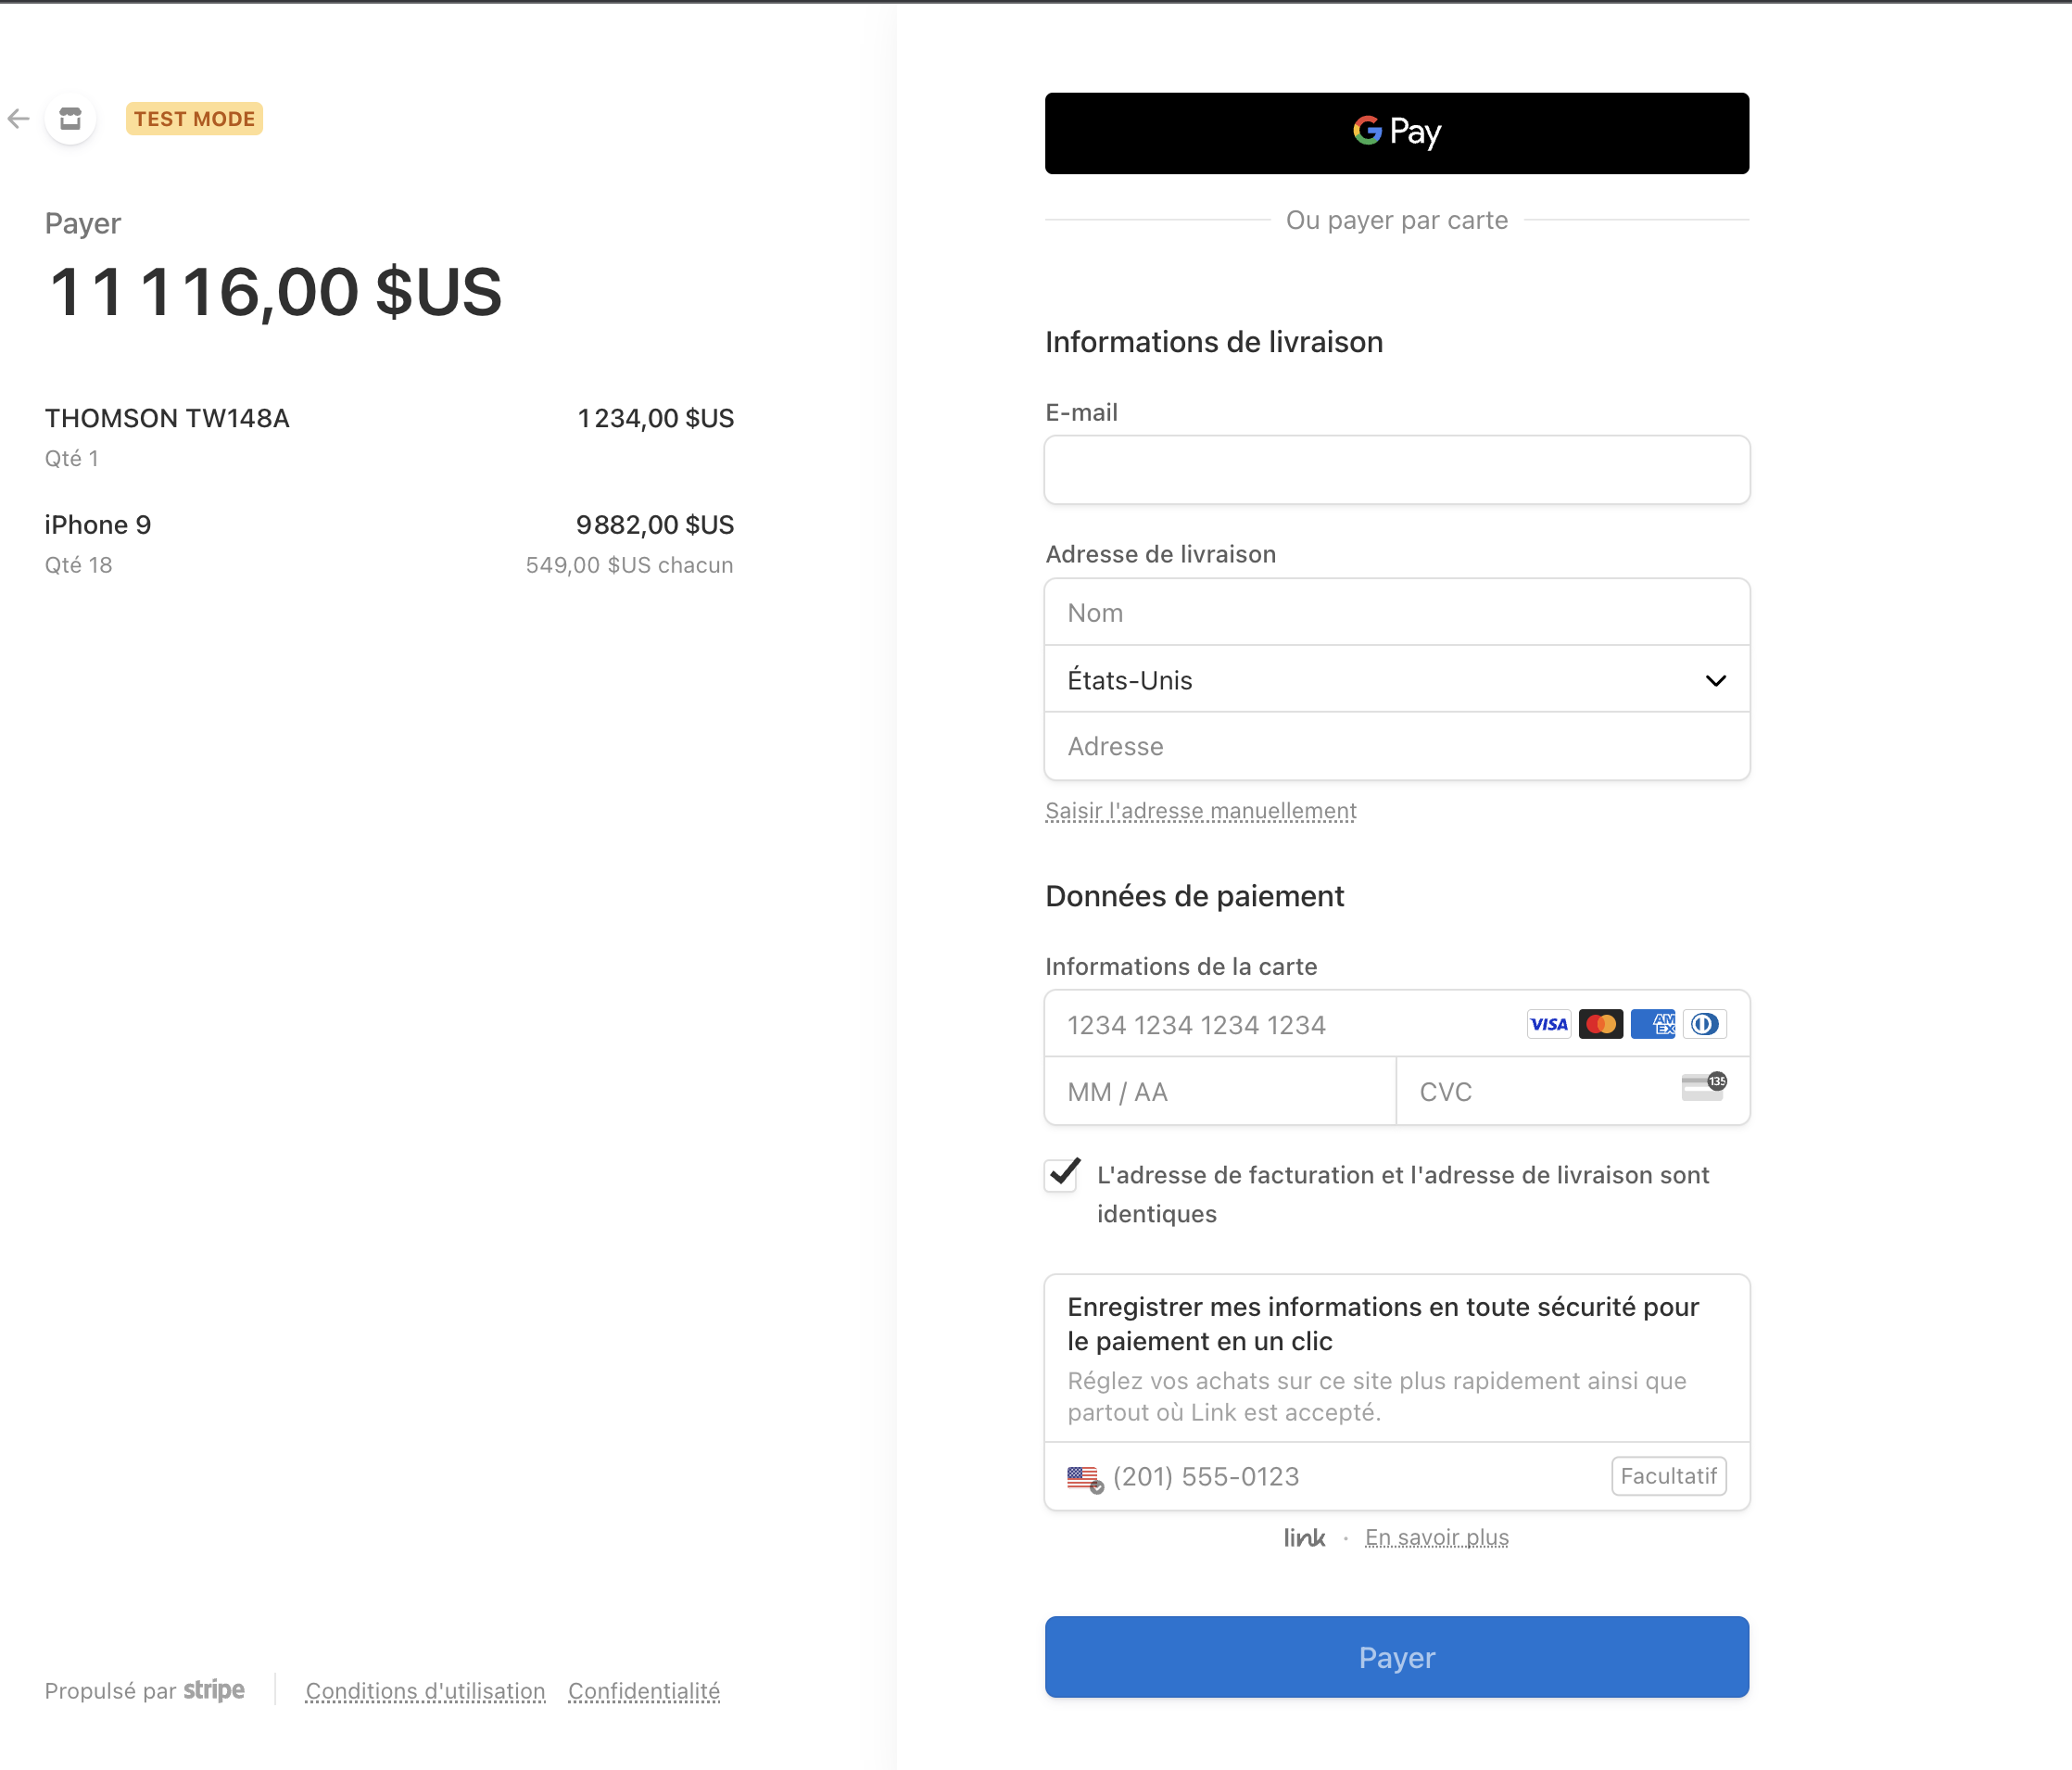 TEST MODE
Payer
11 116,00 $US
THOMSON TW148A 1 234,00 $US
Qté 1
iPhone 9 9 882,00 $US
Qté 18 549,00 $US chacun
Propulsé par stripe Conditions d'utilisation Confidentialité
G Pay
Ou payer par carte
Informations de livraison
E-mail
Adresse de livraison
Nom
États-Unis
Adresse
Saisir l'adresse manuellement
Données de paiement
Informations de la carte
1234 1234 1234 1234 VISA AM EX
MM / AA CVC 135
L'adresse de facturation et l'adresse de livraison sont
identiques
Enregistrer mes informations en toute sécurité pour
le paiement en un clic
Réglez vos achats sur ce site plus rapidement ainsi que
partout où Link est accepté.
(201) 555-0123 Facultatif
link · En savoir plus
Payer